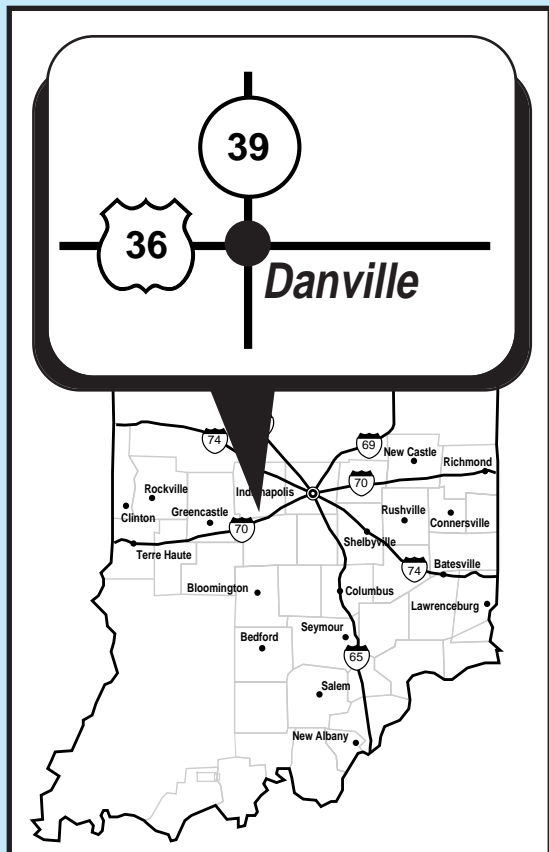 39
36
Danville
74
69
New Castle
Richmond
70
Rockville
Indianapolis
Clinton
Greencastle
Rushville
Connersville
70
Terre Haute
Shelbyville
74
Batesville
Bloomington
Columbus
Lawrenceburg
Seymour
Bedford
65
Salem
New Albany